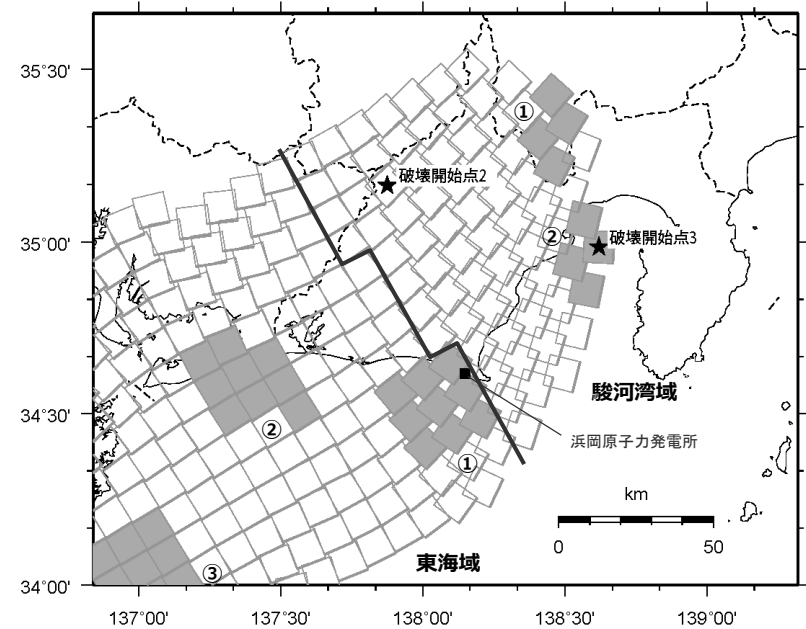 35°30'
①
破壊開始点2
②
破壊開始点3
35°00'
駿河湾域
34°30'
②
浜岡原子力発電所
①
km
0
50
東海域
③
34°00'
137°00'
137°30'
138°00'
138°30'
139°00'